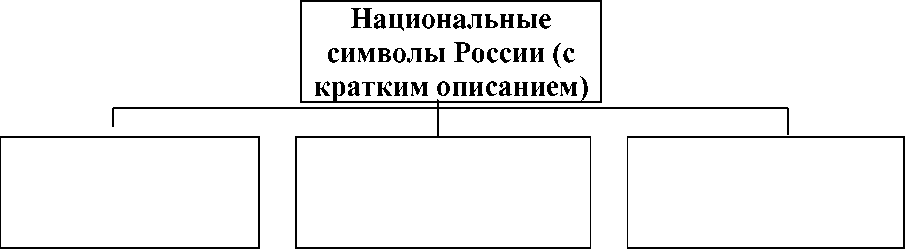 Национальные
символы России (с
кратким описанием)